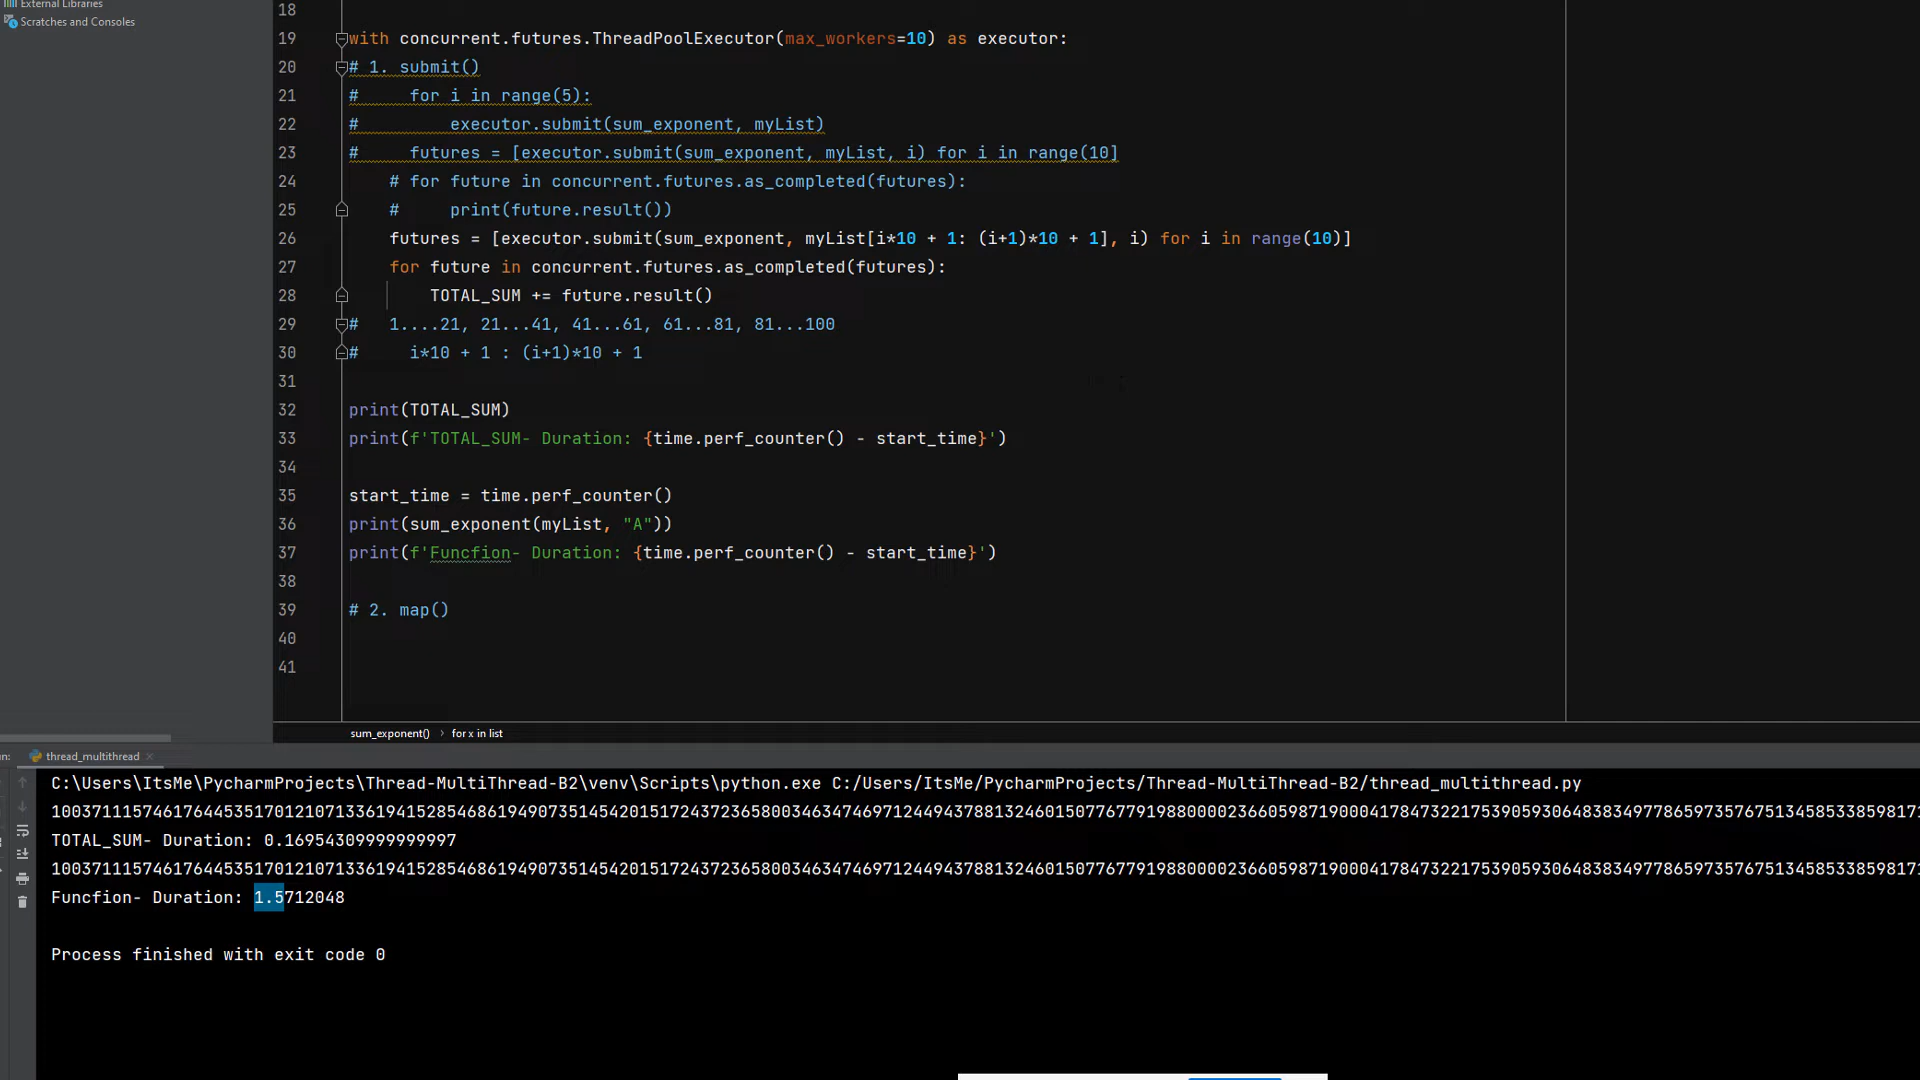 External Libraries
Scratches and Consoles
18
19 with concurrent.futures.ThreadPoolExecutor(max_workers=10) as executor:
20 # 1. submit()
21 #     for i in range(5):
22 #         executor.submit(sum_exponent, myList)
23 #     futures = [executor.submit(sum_exponent, myList, i) for i in range(10]
24     # for future in concurrent.futures.as_completed(futures):
25     #     print(future.result())
26     futures = [executor.submit(sum_exponent, myList[i*10 + 1: (i+1)*10 + 1], i) for i in range(10)]
27     for future in concurrent.futures.as_completed(futures):
28         TOTAL_SUM += future.result()
29 #   1....21, 21...41, 41...61, 61...81, 81...100
30 #     i*10 + 1 : (i+1)*10 + 1
31
32 print(TOTAL_SUM)
33 print(f'TOTAL_SUM- Duration: {time.perf_counter() - start_time}')
34
35 start_time = time.perf_counter()
36 print(sum_exponent(myList, "A"))
37 print(f'Funcfion- Duration: {time.perf_counter() - start_time}')
38
39 # 2. map()
40
41
sum_exponent() › for x in list
n: thread_multithread ×
C:\Users\ItsMe\PycharmProjects\Thread-MultiThread-B2\venv\Scripts\python.exe C:/Users/ItsMe/PycharmProjects/Thread-MultiThread-B2/thread_multithread.py
TOTAL_SUM- Duration: 0.16954309999999997
Funcfion- Duration: 1.5712048
Process finished with exit code 0